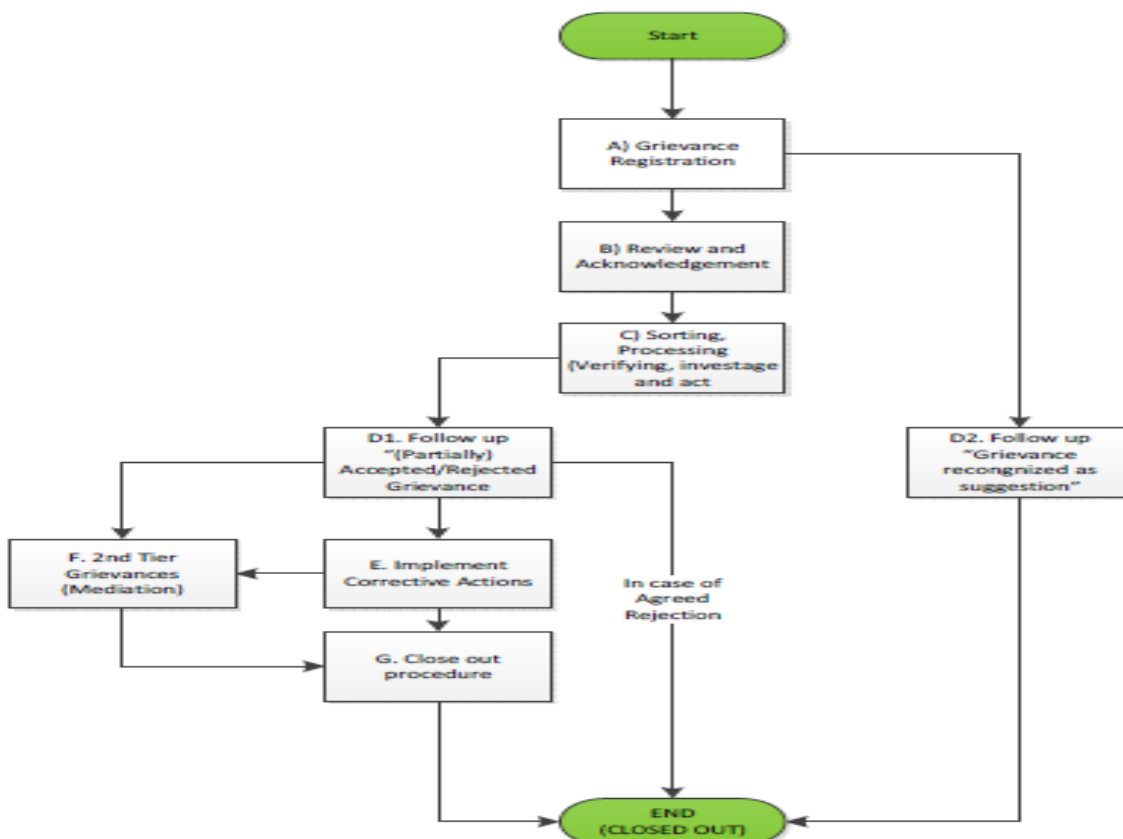 Start
A) Grievance
Registration
B) Review and
Acknowledgement
C) Sorting,
Processing
(Verifying, investage
and act
D1. Follow up
"(Partially)
Accepted/Rejected
Grievance
D2. Follow up
"Grievance
recongnized as
suggestion"
F. 2nd Tier
Grievances
(Mediation)
E. Implement
Corrective Actions
In case of
Agreed
Rejection
G. Close out
procedure
END
(CLOSED OUT)